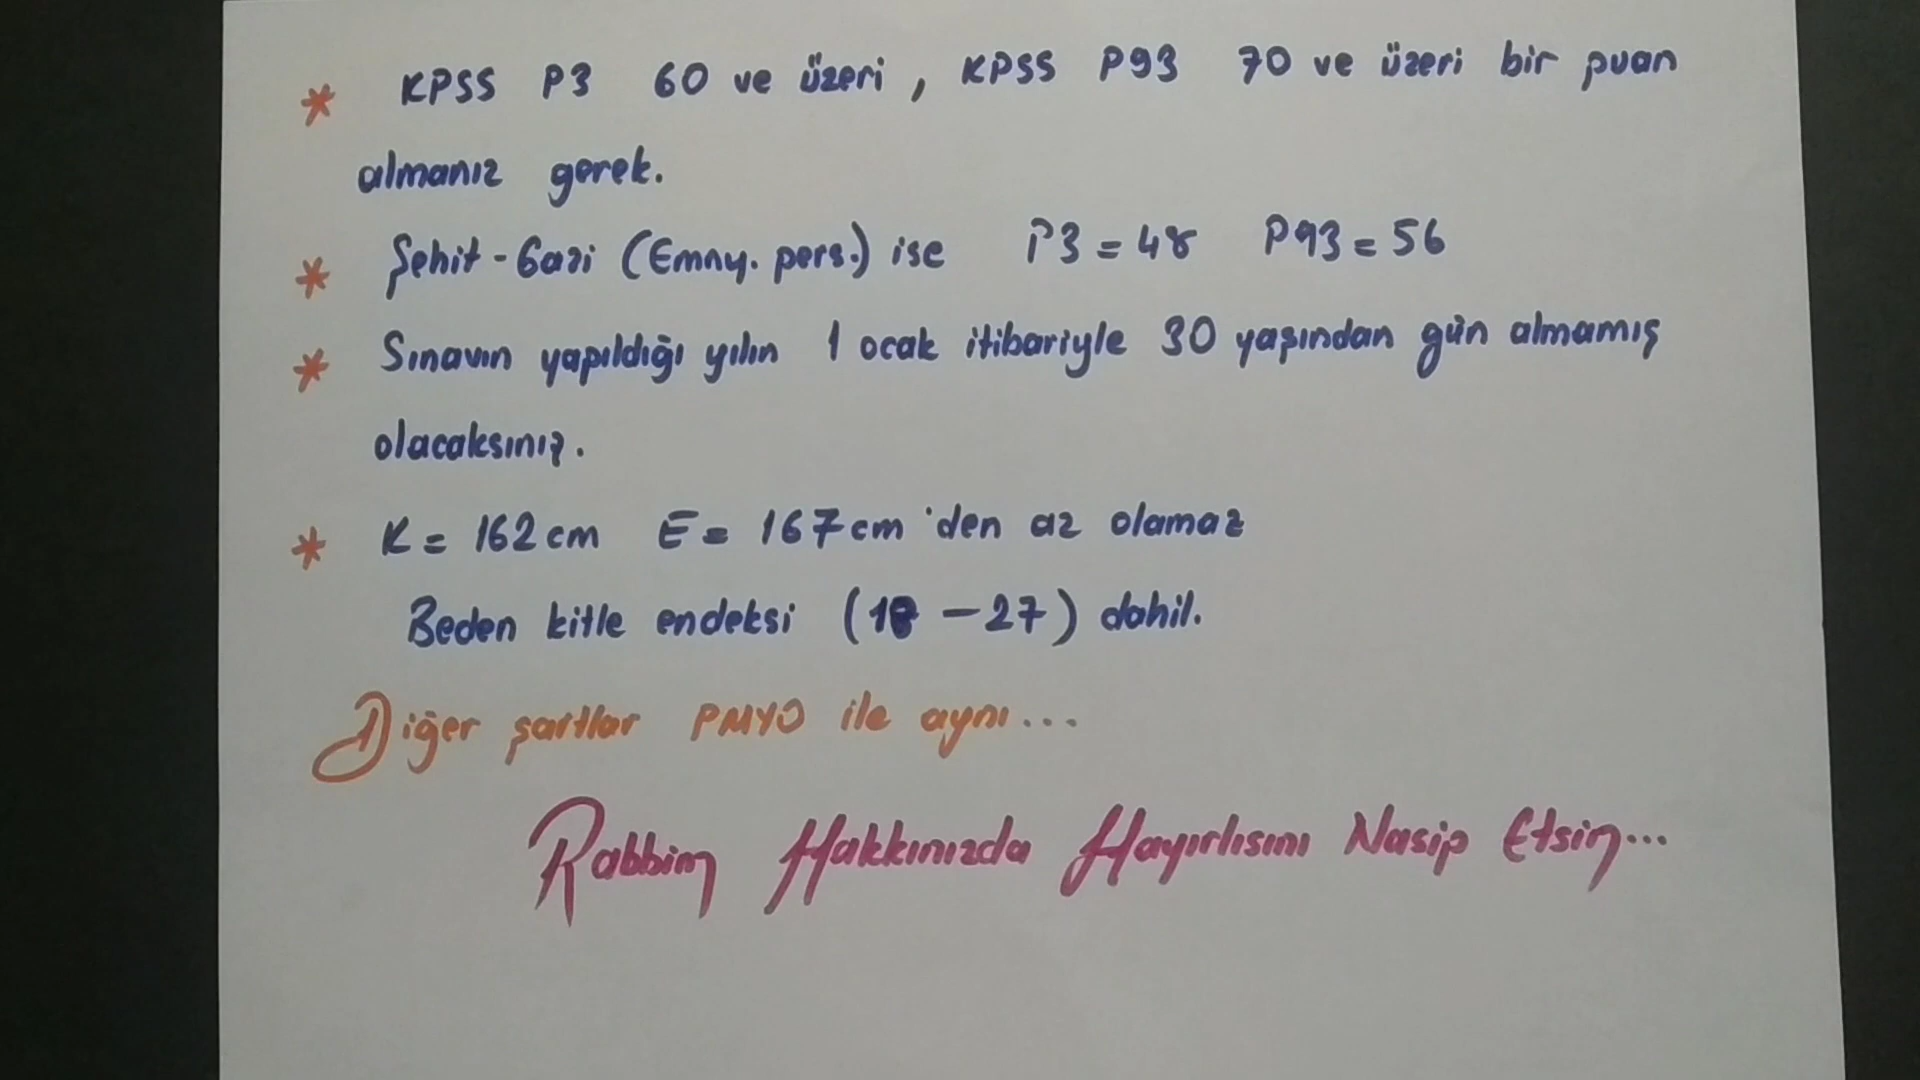 * KPSS P3 60 ve üzeri, KPSS P93 70 ve üzeri bir puan
almanız gerek.
* Şehit - Gazi (Emny. pers.) ise P3 = 48 P93 = 56
* Sınavın yapıldığı yılın 1 ocak itibariyle 30 yaşından gün almamış
olacaksınız.
* K = 162 cm E = 167 cm 'den az olamaz
Beden kitle endeksi (18 - 27) dahil.
Diğer şartlar PMYO ile aynı...
Rabbim Hakkınızda Hayırlısını Nasip Etsin...